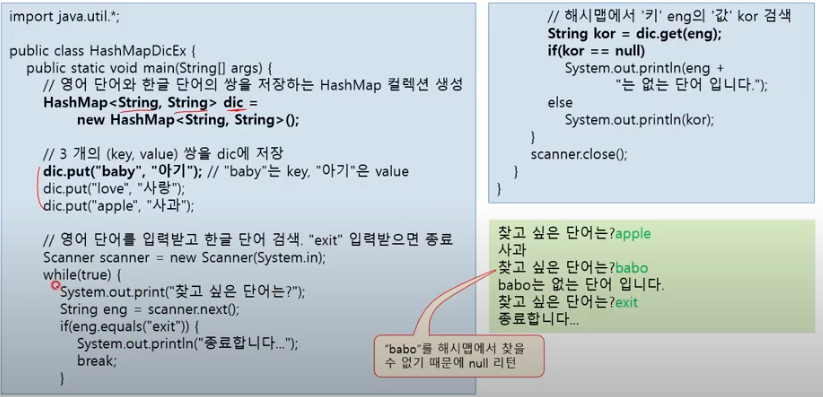 import java.util.*;
public class HashMapDicEx {
public static void main(String[] args) {
// 영어 단어와 한글 단어의 쌍을 저장하는 HashMap 컬렉션 생성
HashMap<String, String> dic =
new HashMap<String, String>();
// 3 개의 (key, value) 쌍을 dic에 저장
dic.put("baby", "아기"); // "baby"는 key, "아기"은 value
dic.put("love", "사랑");
dic.put("apple", "사과");
// 영어 단어를 입력받고 한글 단어 검색. "exit" 입력받으면 종료
Scanner scanner = new Scanner(System.in);
while(true) {
System.out.print("찾고 싶은 단어는?");
String eng = scanner.next();
if(eng.equals("exit")) {
System.out.println("종료합니다...");
break;
}
// 해시맵에서 '키' eng의 '값' kor 검색
String kor = dic.get(eng);
if(kor == null)
System.out.println(eng +
"는 없는 단어 입니다.");
else
System.out.println(kor);
}
scanner.close();
}
}
찾고 싶은 단어는?apple
사과
찾고 싶은 단어는?babo
babo는 없는 단어 입니다.
찾고 싶은 단어는?exit
종료합니다...
"babo"를 해시맵에서 찾을
수 없기 때문에 null 리턴